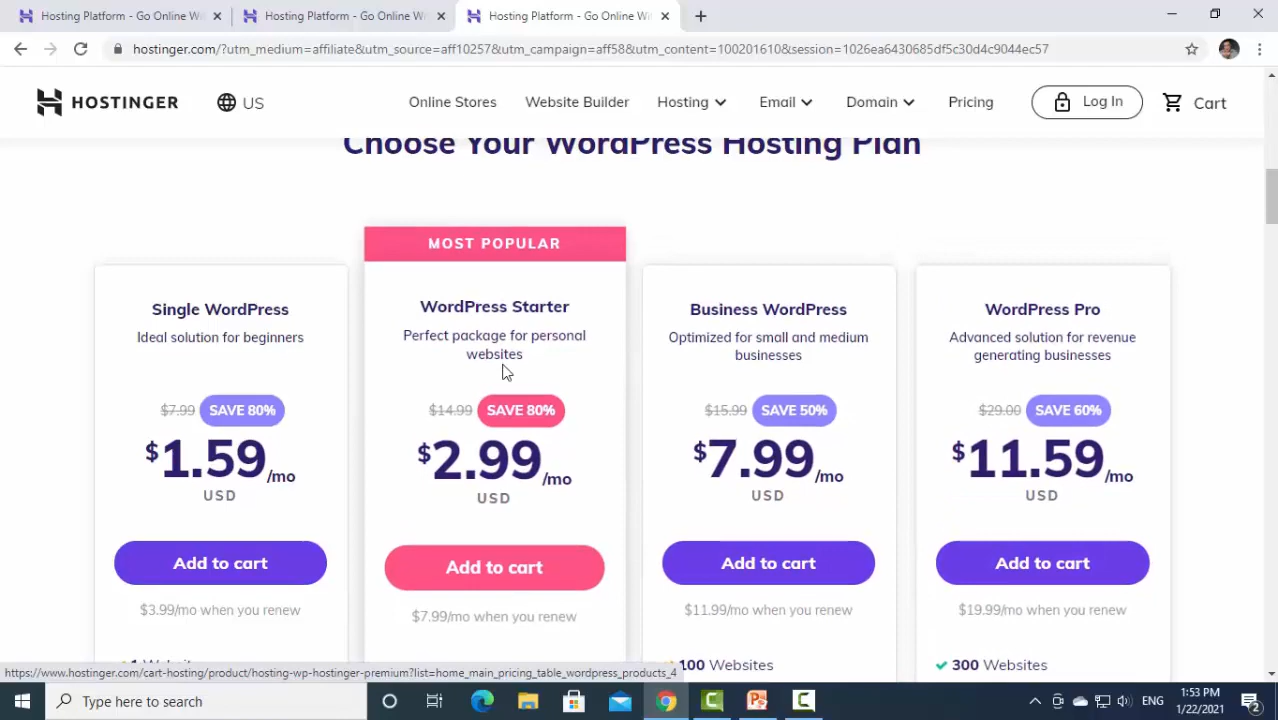 Hosting Platform - Go Online Wi
Hosting Platform - Go Online Wi
Hosting Platform - Go Online Wi
hostinger.com/?utm_medium=affiliate&utm_source=aff10257&utm_campaign=aff58&utm_content=100201610&session=1026ea6430685df5c30d4c9044ec57
HOSTINGER
US
Online Stores
Website Builder
Hosting
Email
Domain
Pricing
Log In
Cart
Choose Your WordPress Hosting Plan
MOST POPULAR
Single WordPress
Ideal solution for beginners
$7.99 SAVE 80%
$1.59/mo
USD
Add to cart
$3.99/mo when you renew
WordPress Starter
Perfect package for personal
websites
$14.99 SAVE 80%
$2.99/mo
USD
Add to cart
$7.99/mo when you renew
Business WordPress
Optimized for small and medium
businesses
$15.99 SAVE 50%
$7.99/mo
USD
Add to cart
$11.99/mo when you renew
100 Websites
WordPress Pro
Advanced solution for revenue
generating businesses
$29.00 SAVE 60%
$11.59/mo
USD
Add to cart
$19.99/mo when you renew
300 Websites
https://www.hostinger.com/cart-hosting/product/hosting-wp-hostinger-premium?list=home_main_pricing_table_wordpress_products_4
Type here to search
ENG
1:53 PM
1/22/2021
2